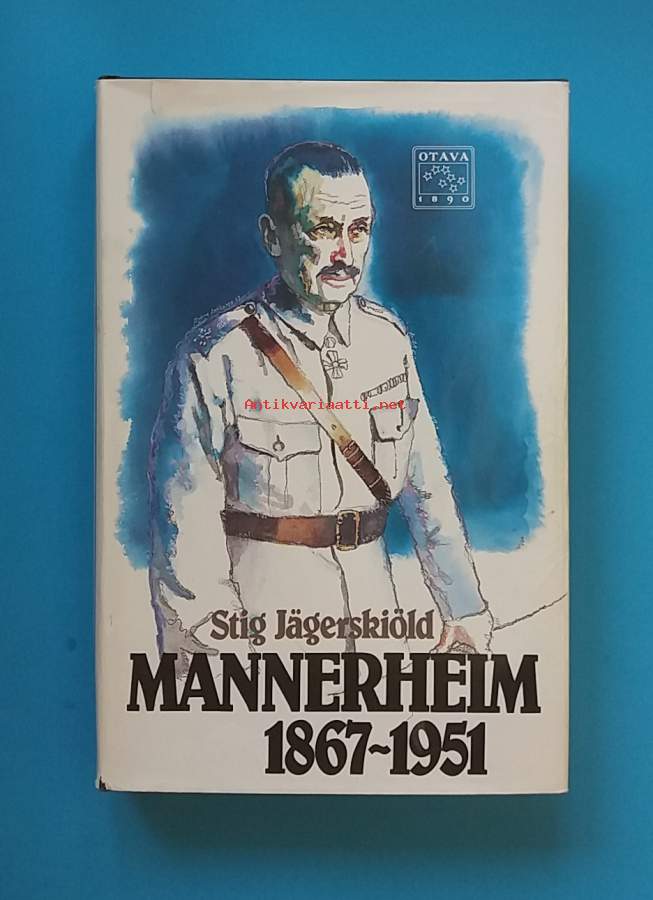 OTAVA
1890
Antikvariaatti.net
Stig Jägerskiöld
MANNERHEIM
1867~1951